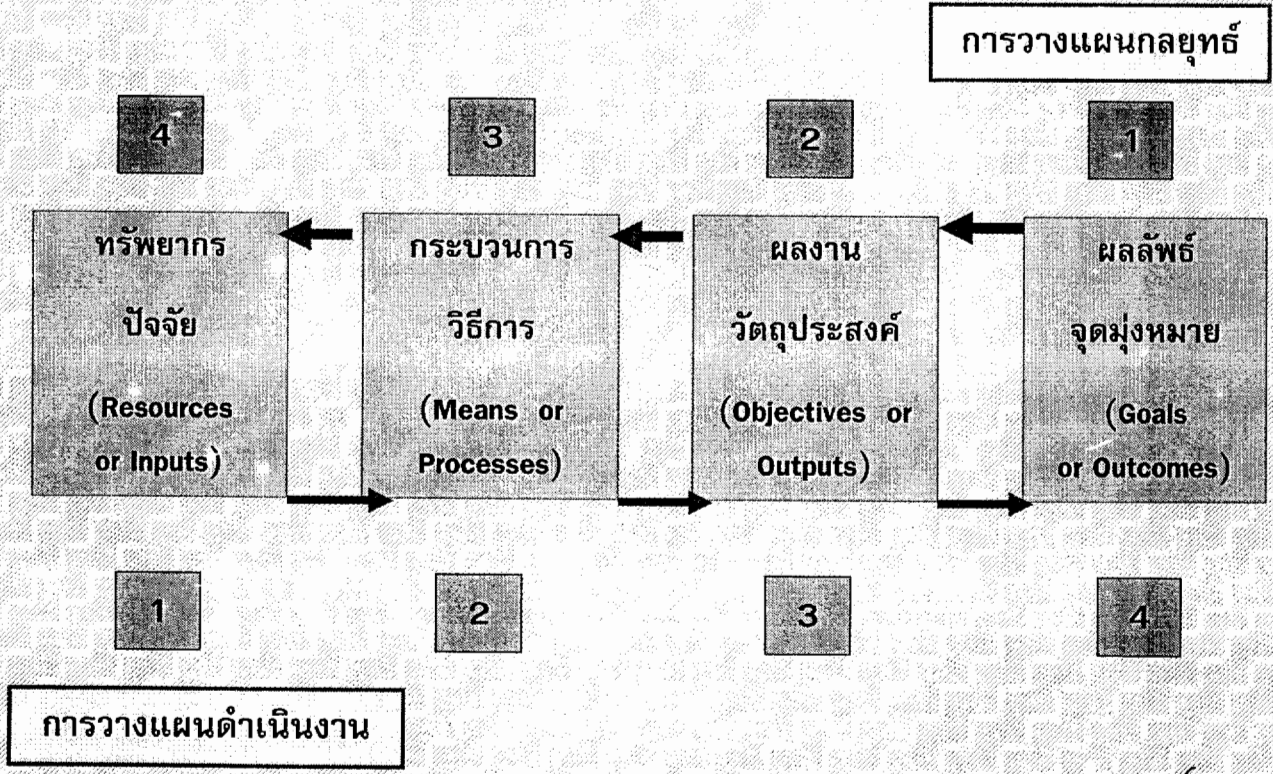 การวางแผนกลยุทธ์
4 3 2 1
ทรัพยากร
ปัจจัย
(Resources
or Inputs)
กระบวนการ
วิธีการ
(Means or
Processes)
ผลงาน
วัตถุประสงค์
(Objectives or
Outputs)
ผลลัพธ์
จุดมุ่งหมาย
(Goals
or Outcomes)
1 2 3 4
การวางแผนดำเนินงาน